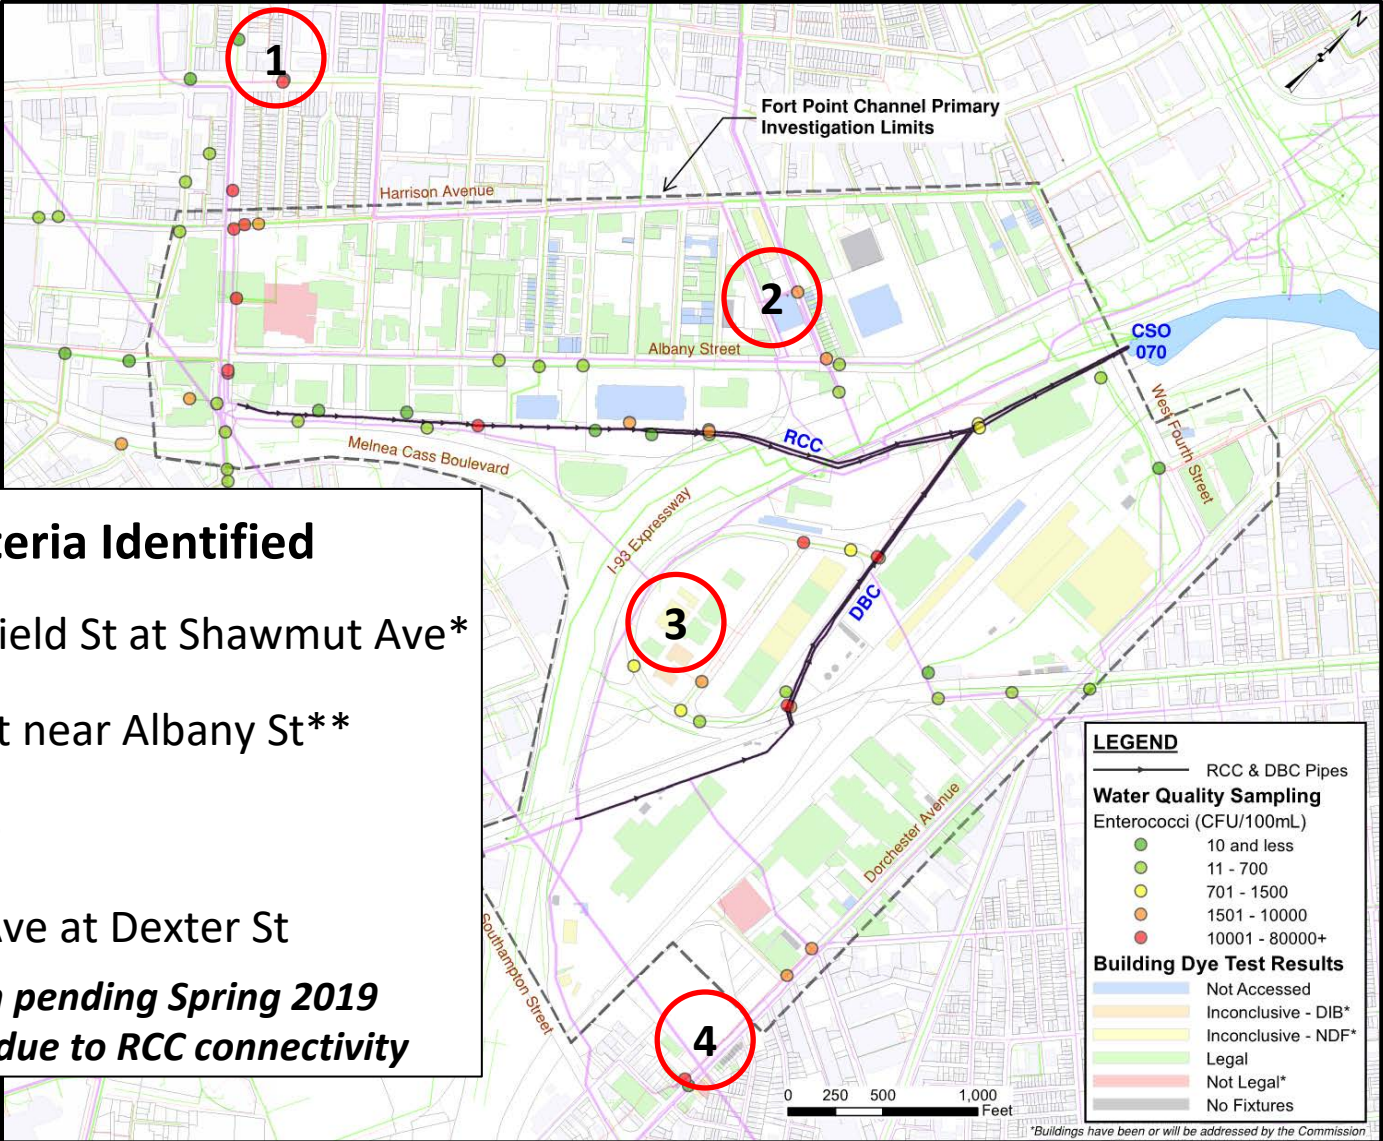 1
N
Fort Point Channel Primary
Investigation Limits
Harrison Avenue
2
CSO
070
Albany Street
West Fourth Street
RCC
Melnea Cass Boulevard
I-93 Expressway
teria Identified
field St at Shawmut Ave*
t near Albany St**
Ave at Dexter St
pending Spring 2019
due to RCC connectivity
DBC
3
Dorchester Avenue
Southampton Street
4
0 250 500 1,000
Feet
LEGEND
RCC & DBC Pipes
Water Quality Sampling
Enterococci (CFU/100mL)
10 and less
11 - 700
701 - 1500
1501 - 10000
10001 - 80000+
Building Dye Test Results
Not Accessed
Inconclusive - DIB*
Inconclusive - NDF*
Legal
Not Legal*
No Fixtures
*Buildings have been or will be addressed by the Commission